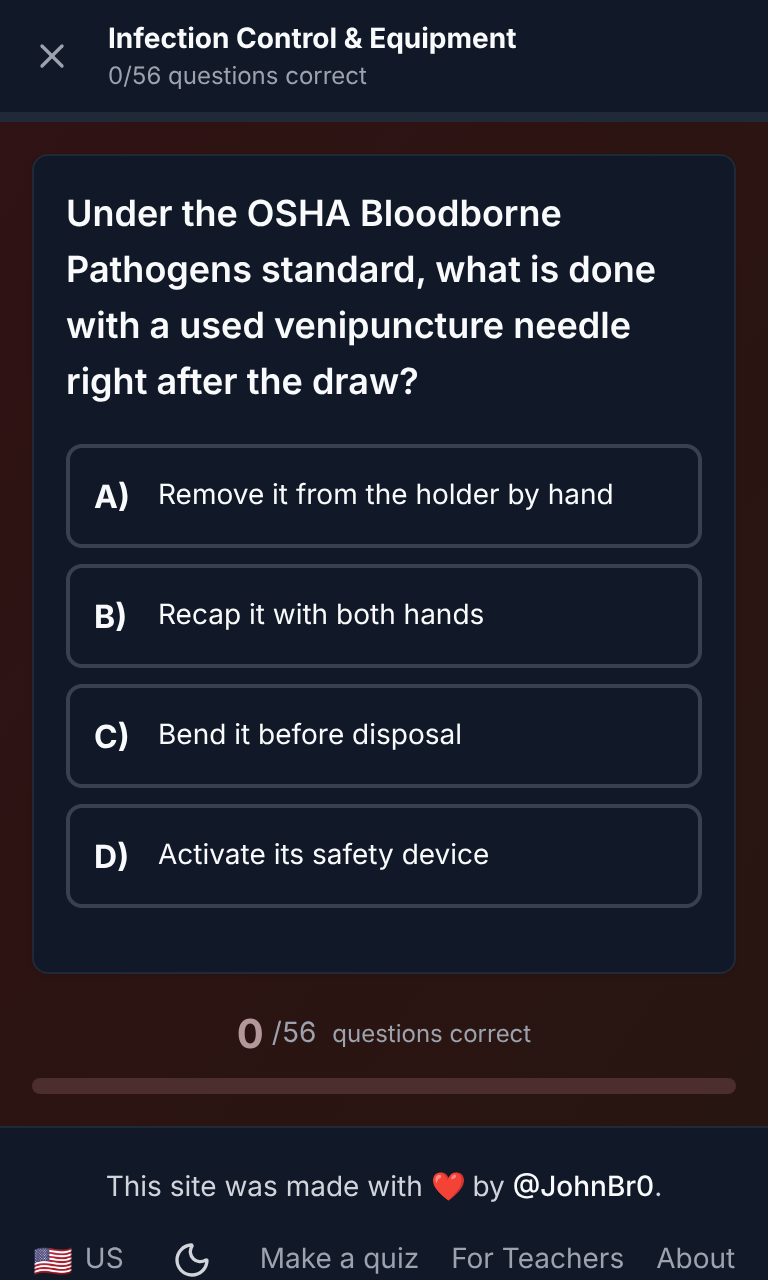 Infection Control & Equipment
0/56 questions correct
Under the OSHA Bloodborne
Pathogens standard, what is done
with a used venipuncture needle
right after the draw?
A) Remove it from the holder by hand
B) Recap it with both hands
C) Bend it before disposal
D) Activate its safety device
0 /56 questions correct
This site was made with ❤️ by @JohnBr0.
🇺🇸 US Make a quiz For Teachers About